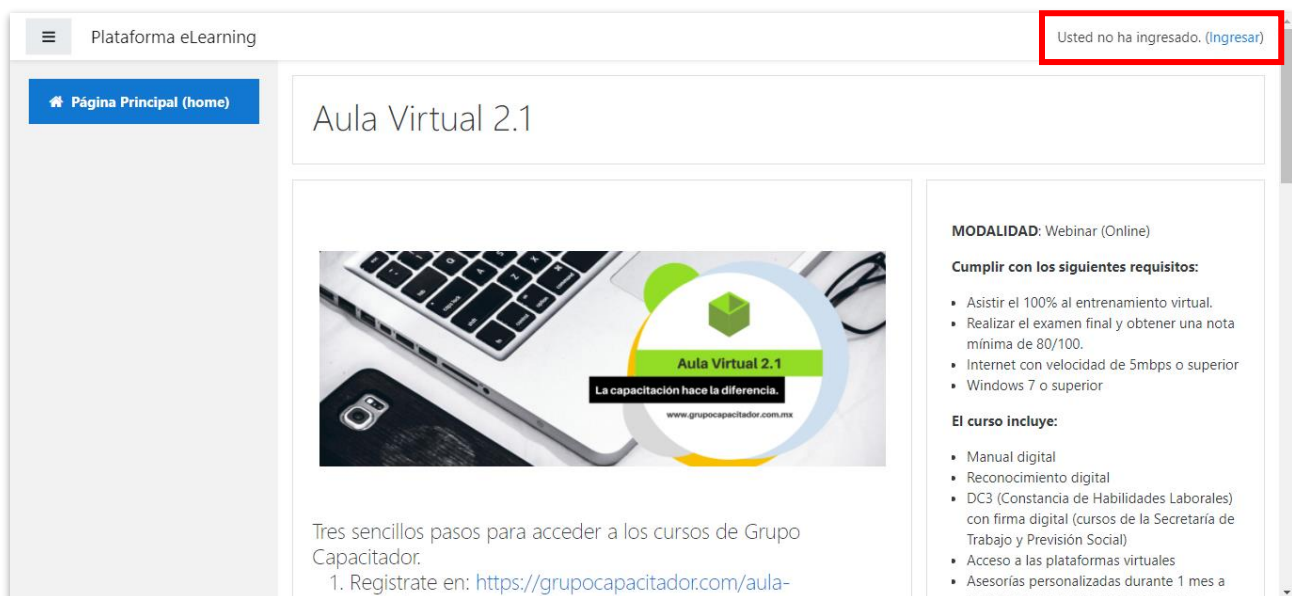 Plataforma eLearning
Usted no ha ingresado. (Ingresar)
Página Principal (home)
Aula Virtual 2.1
Aula Virtual 2.1
La capacitación hace la diferencia.
www.grupocapacitador.com.mx
Tres sencillos pasos para acceder a los cursos de Grupo
Capacitador.
1. Registrate en: https://grupocapacitador.com/aula-
MODALIDAD: Webinar (Online)
Cumplir con los siguientes requisitos:
Asistir el 100% al entrenamiento virtual.
Realizar el examen final y obtener una nota
mínima de 80/100.
Internet con velocidad de 5mbps o superior
Windows 7 o superior
El curso incluye:
Manual digital
Reconocimiento digital
DC3 (Constancia de Habilidades Laborales)
con firma digital (cursos de la Secretaría de
Trabajo y Previsión Social)
Acceso a las plataformas virtuales
Asesorías personalizadas durante 1 mes a